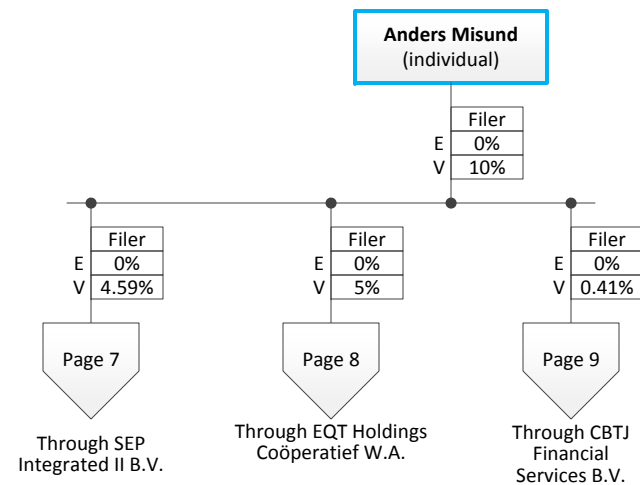 Anders Misund
(individual)
Filer
E 0%
V 10%
Filer
E 0%
V 4.59%
Filer
E 0%
V 5%
Filer
E 0%
V 0.41%
Page 7
Page 8
Page 9
Through SEP
Integrated II B.V.
Through EQT Holdings
Coöperatief W.A.
Through CBTJ
Financial
Services B.V.